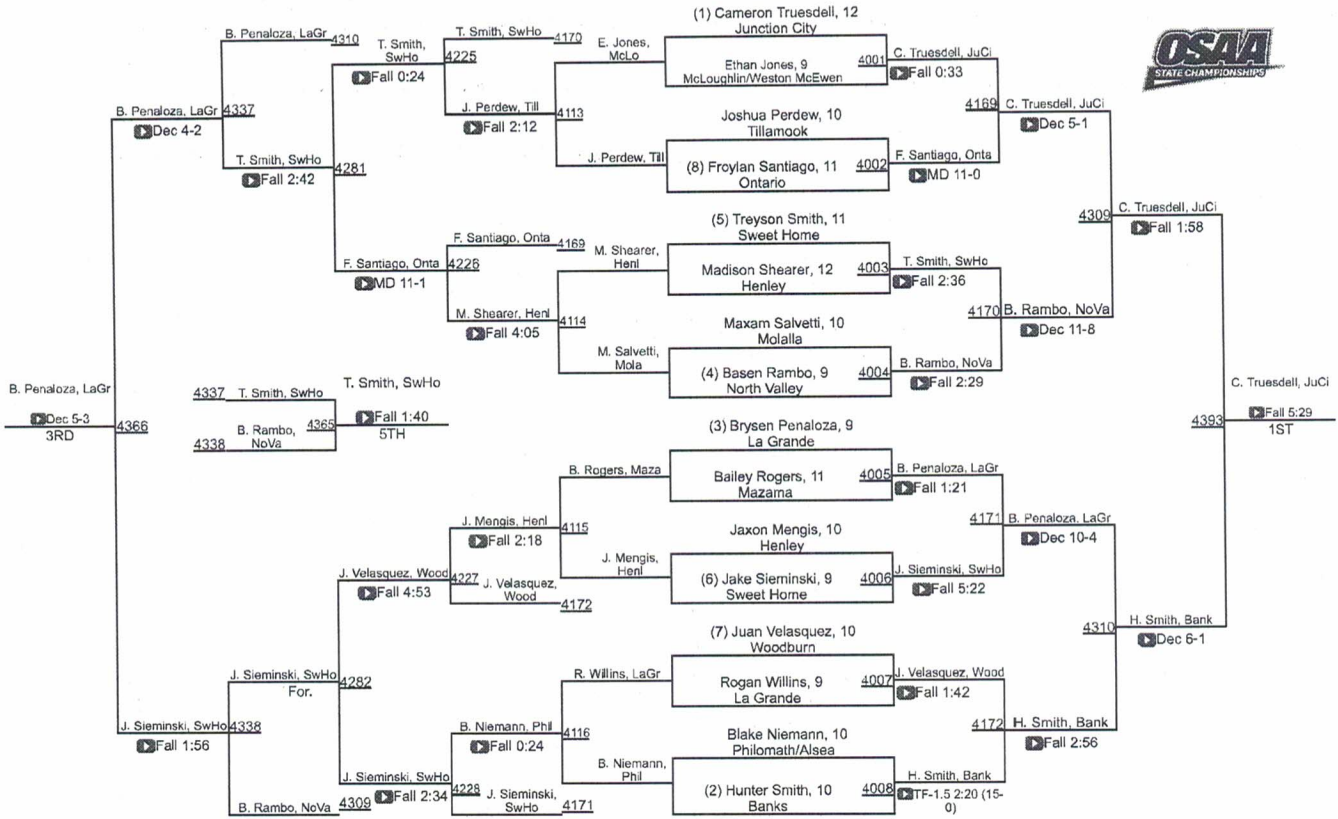 OSAA
STATE CHAMPIONSHIPS
B. Penaloza, LaGr 4310
T. Smith,
SwHo
Fall 0:24
T. Smith, SwHo 4170
4225
E. Jones,
McLo
(1) Cameron Truesdell, 12
Junction City
Ethan Jones, 9
McLoughlin/Weston McEwen
4001
C. Truesdell, JuCi
Fall 0:33
B. Penaloza, LaGr 4337
Dec 4-2
J. Perdew, Till
Fall 2:12
4113
4169
C. Truesdell, JuCi
Dec 5-1
Joshua Perdew, 10
Tillamook
T. Smith, SwHo
Fall 2:42
4281
J. Perdew, Till
(8) Froylan Santiago, 11
Ontario
4002
F. Santiago, Onta
MD 11-0
4309
C. Truesdell, JuCi
Fall 1:58
(5) Treyson Smith, 11
Sweet Home
F. Santiago, Onta 4169
F. Santiago, Onta 4226
MD 11-1
M. Shearer,
Henl
Madison Shearer, 12
Henley
4003
T. Smith, SwHo
Fall 2:36
M. Shearer, Henl
Fall 4:05
4114
4170
B. Rambo, NoVa
Dec 11-8
Maxam Salvetti, 10
Molalla
M. Salvetti,
Mola
(4) Basen Rambo, 9
North Valley
4004
B. Rambo, NoVa
Fall 2:29
B. Penaloza, LaGr
Dec 5-3
3RD
4366
4337
T. Smith, SwHo
4338
B. Rambo,
NoVa
4365
T. Smith, SwHo
Fall 1:40
5TH
4393
C. Truesdell, JuCi
Fall 5:29
1ST
(3) Brysen Penaloza, 9
La Grande
B. Rogers, Maza
Bailey Rogers, 11
Mazama
4005
B. Penaloza, LaGr
Fall 1:21
J. Mengis, Henl
Fall 2:18
4115
4171
B. Penaloza, LaGr
Dec 10-4
Jaxon Mengis, 10
Henley
J. Mengis,
Henl
(6) Jake Sieminski, 9
Sweet Home
4006
J. Sieminski, SwHo
Fall 5:22
J. Velasquez, Wood
Fall 4:53
4227
J. Velasquez,
Wood
4172
4310
H. Smith, Bank
Dec 6-1
(7) Juan Velasquez, 10
Woodburn
J. Sieminski, SwHo
For.
4282
R. Willins, LaGr
Rogan Willins, 9
La Grande
4007
J. Velasquez, Wood
Fall 1:42
J. Sieminski, SwHo 4338
Fall 1:56
B. Niemann, Phil
Fall 0:24
4116
4172
H. Smith, Bank
Fall 2:56
Blake Niemann, 10
Philomath/Alsea
B. Niemann,
Phil
(2) Hunter Smith, 10
Banks
4008
H. Smith, Bank
TF-1.5 2:20 (15-
0)
J. Sieminski, SwHo
Fall 2:34
4228
J. Sieminski,
SwHo
4171
B. Rambo, NoVa 4309